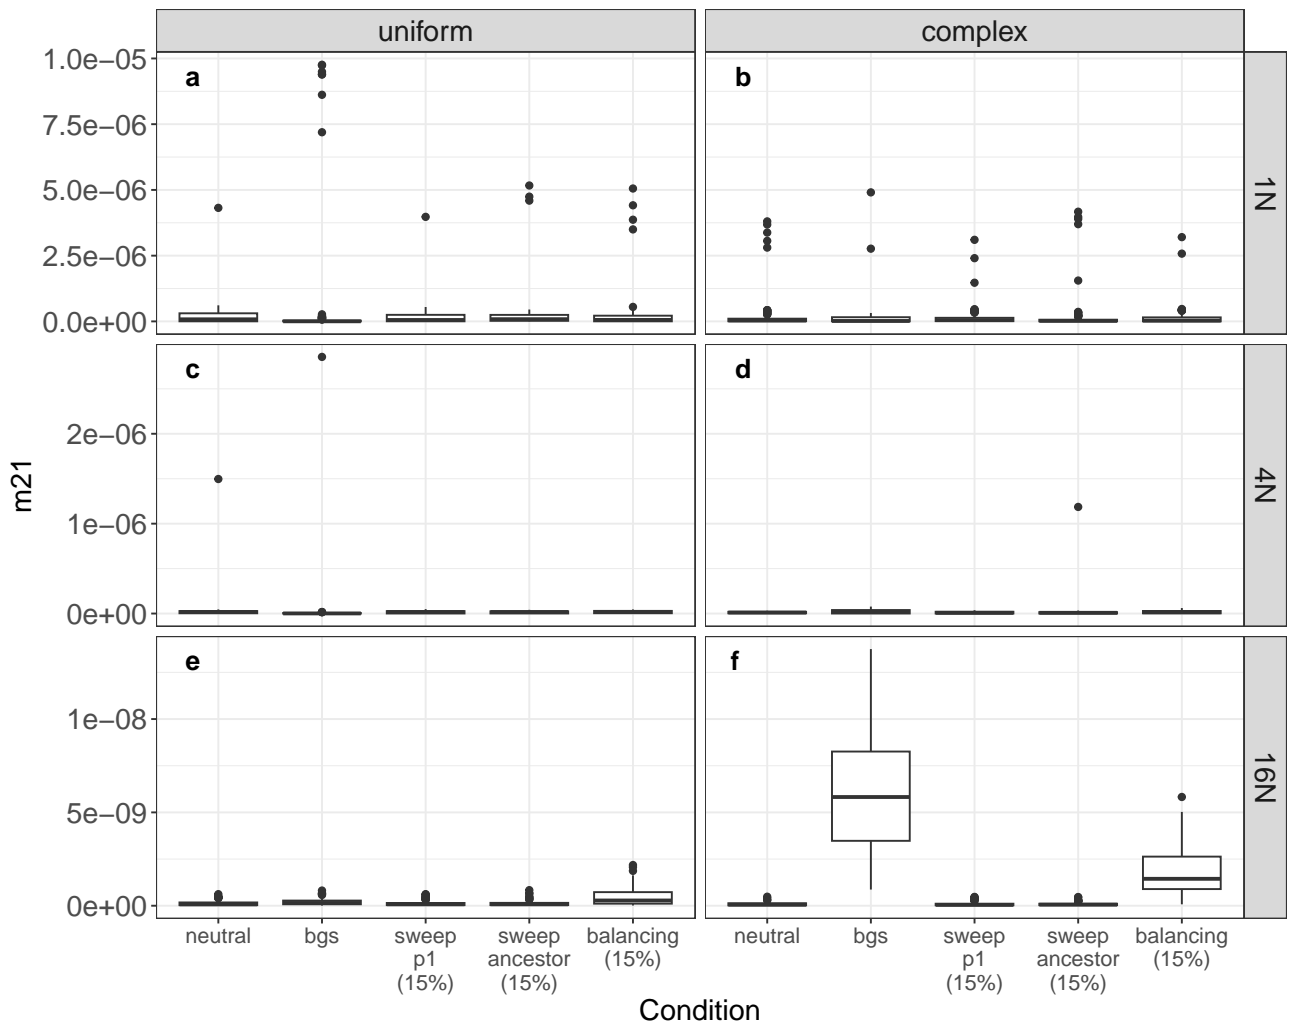 uniform
complex
a
b
1.0e−05
7.5e−06
5.0e−06
2.5e−06
0.0e+00
1N
c
d
2e−06
1e−06
0e+00
4N
e
f
1e−08
5e−09
0e+00
16N
m21
neutral
bgs
sweep
p1
(15%)
sweep
ancestor
(15%)
balancing
(15%)
neutral
bgs
sweep
p1
(15%)
sweep
ancestor
(15%)
balancing
(15%)
Condition